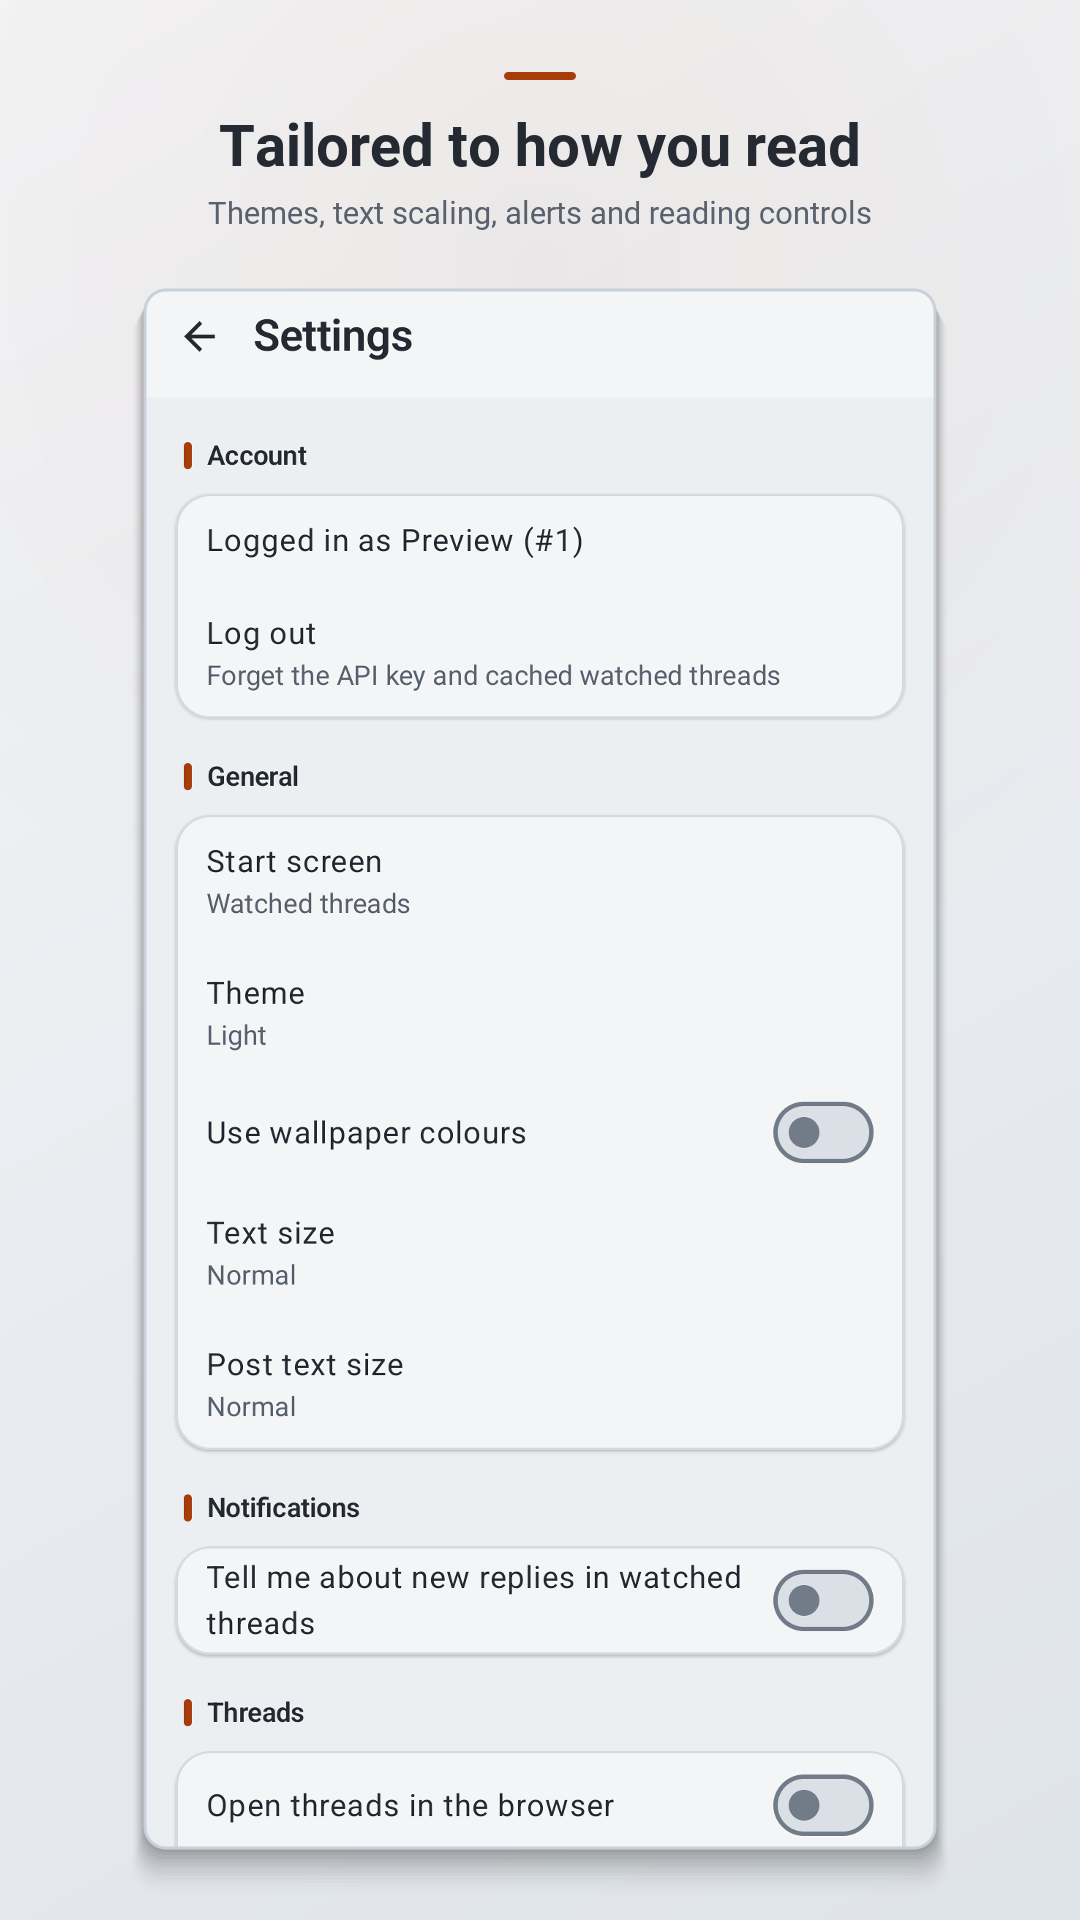 Tailored to how you read
Themes, text scaling, alerts and reading controls
Settings
Account
Logged in as Preview (#1)
Log out
Forget the API key and cached watched threads
General
Start screen
Watched threads
Theme
Light
Use wallpaper colours
Text size
Normal
Post text size
Normal
Notifications
Tell me about new replies in watched
threads
Threads
Open threads in the browser